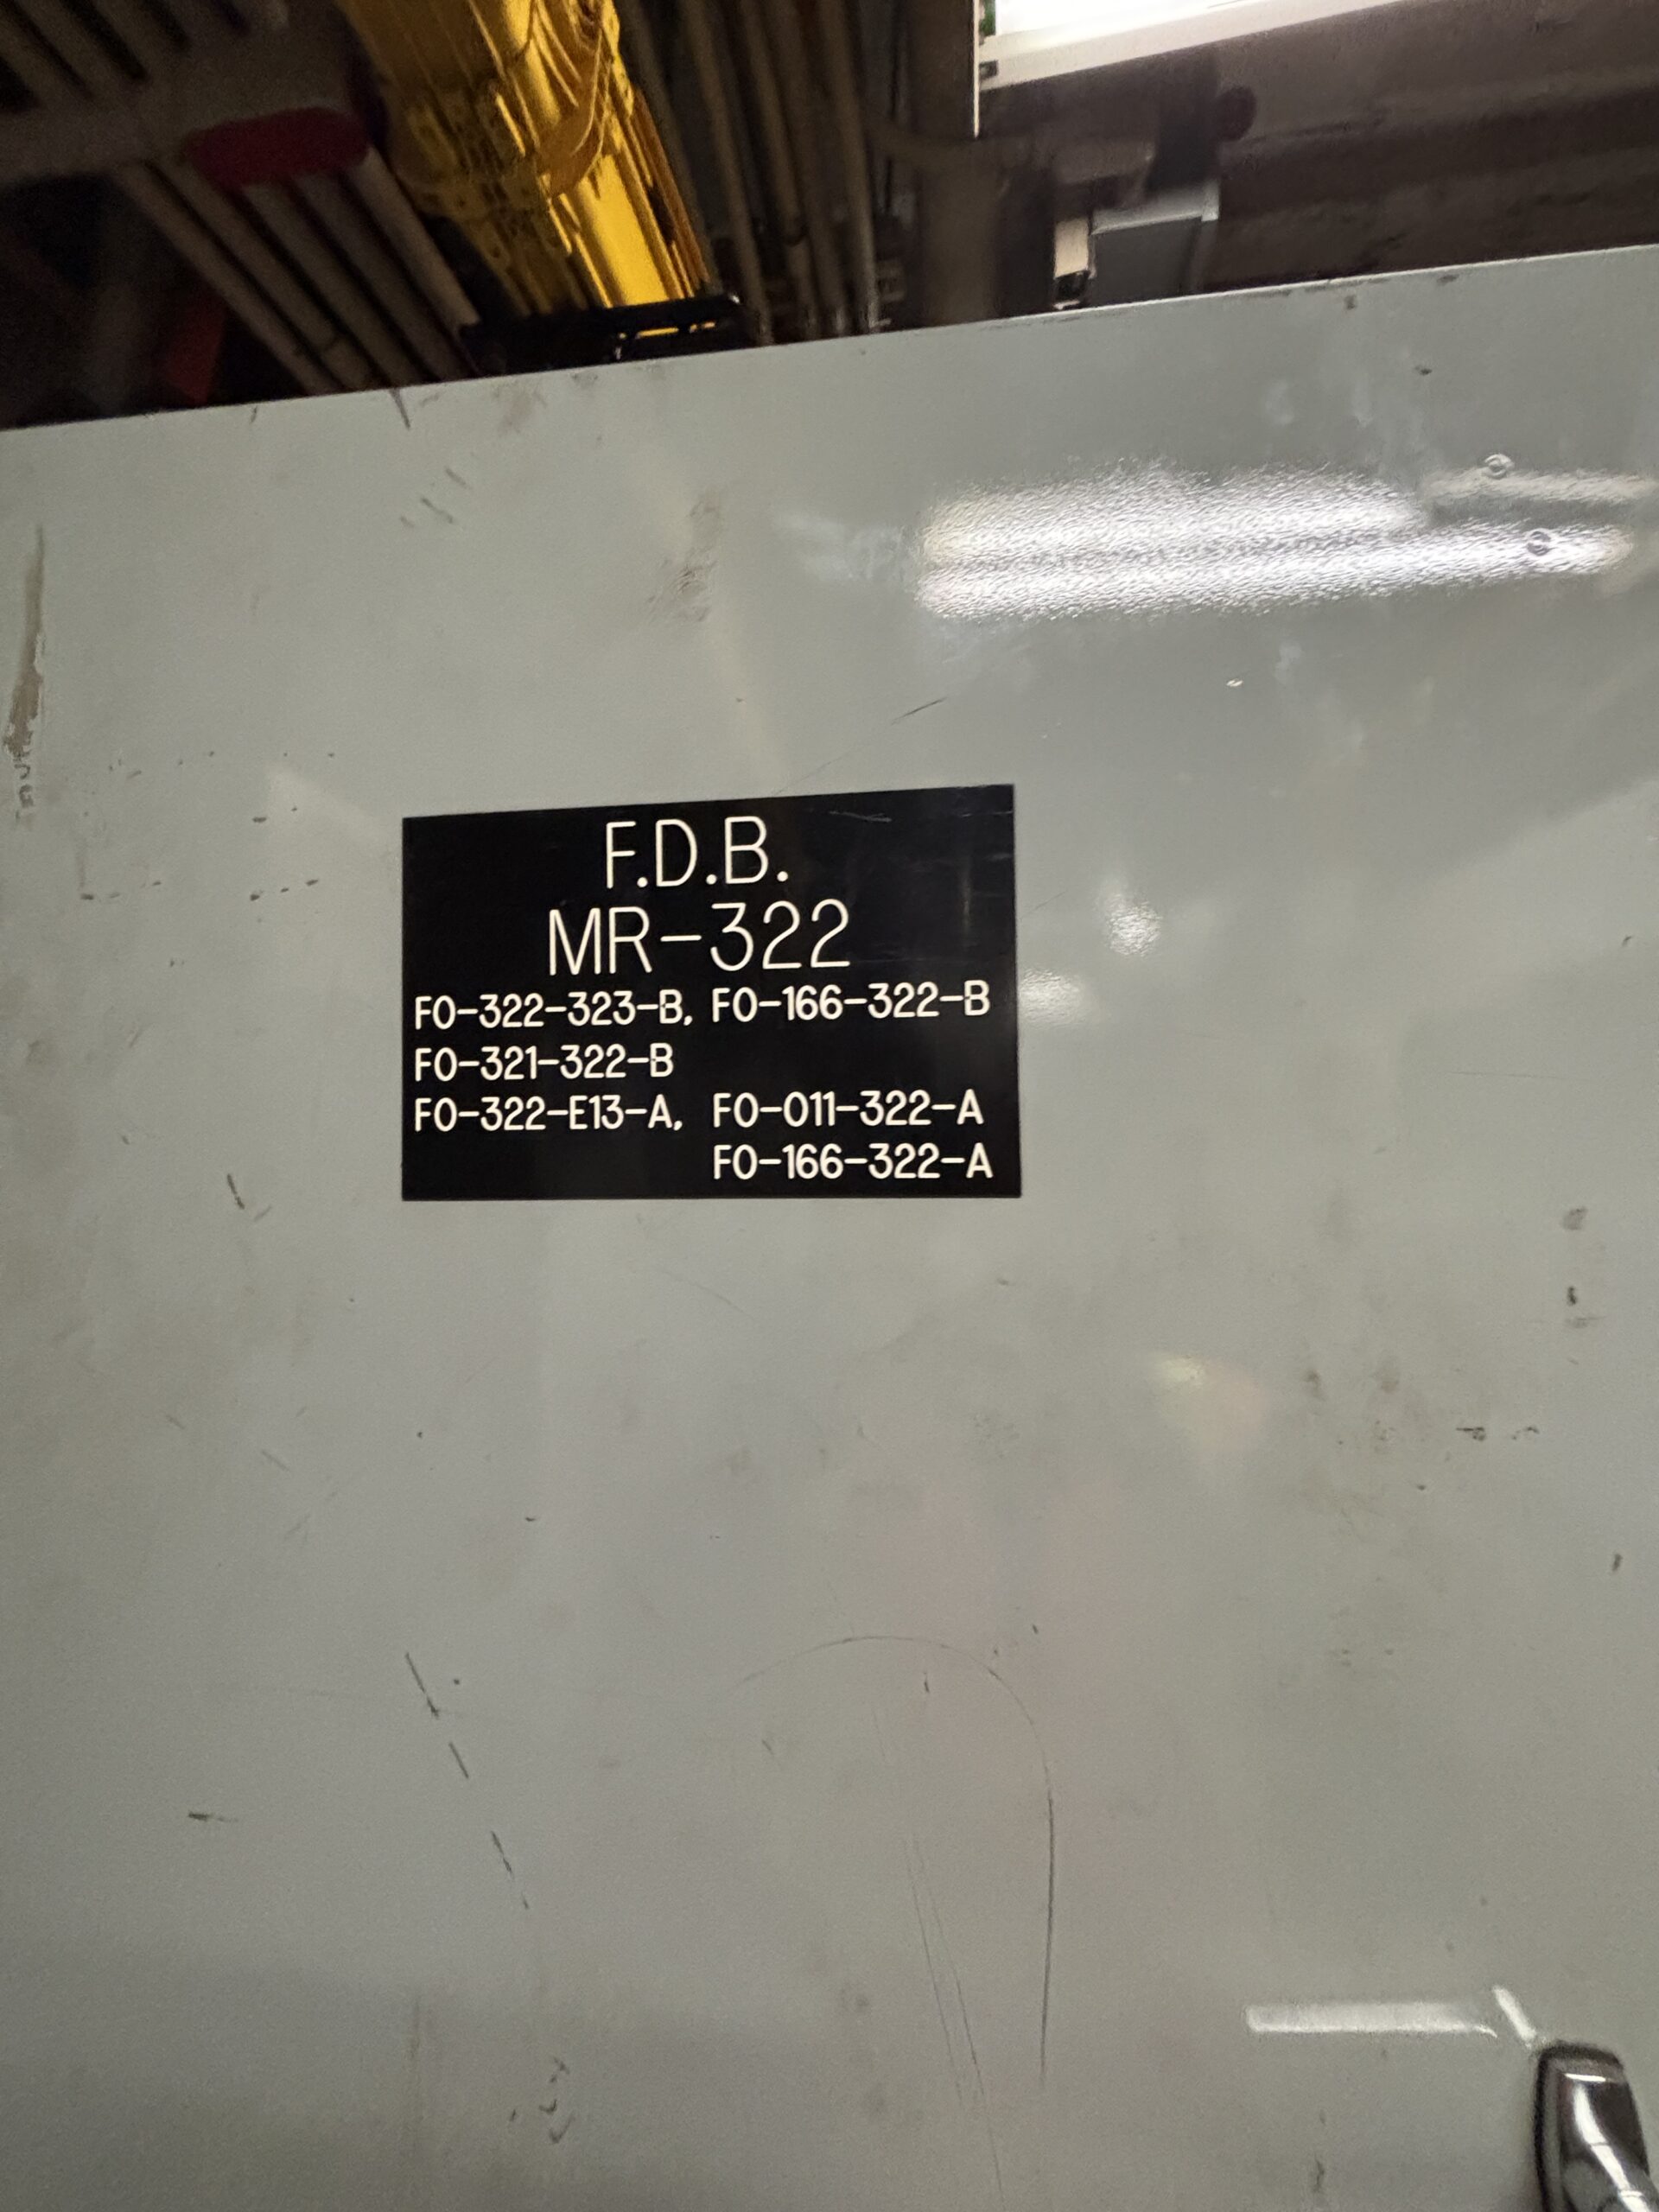 F.D.B.
MR-322
FO-322-323-B, FO-166-322-B
FO-321-322-B
FO-322-E13-A, FO-011-322-A
FO-166-322-A